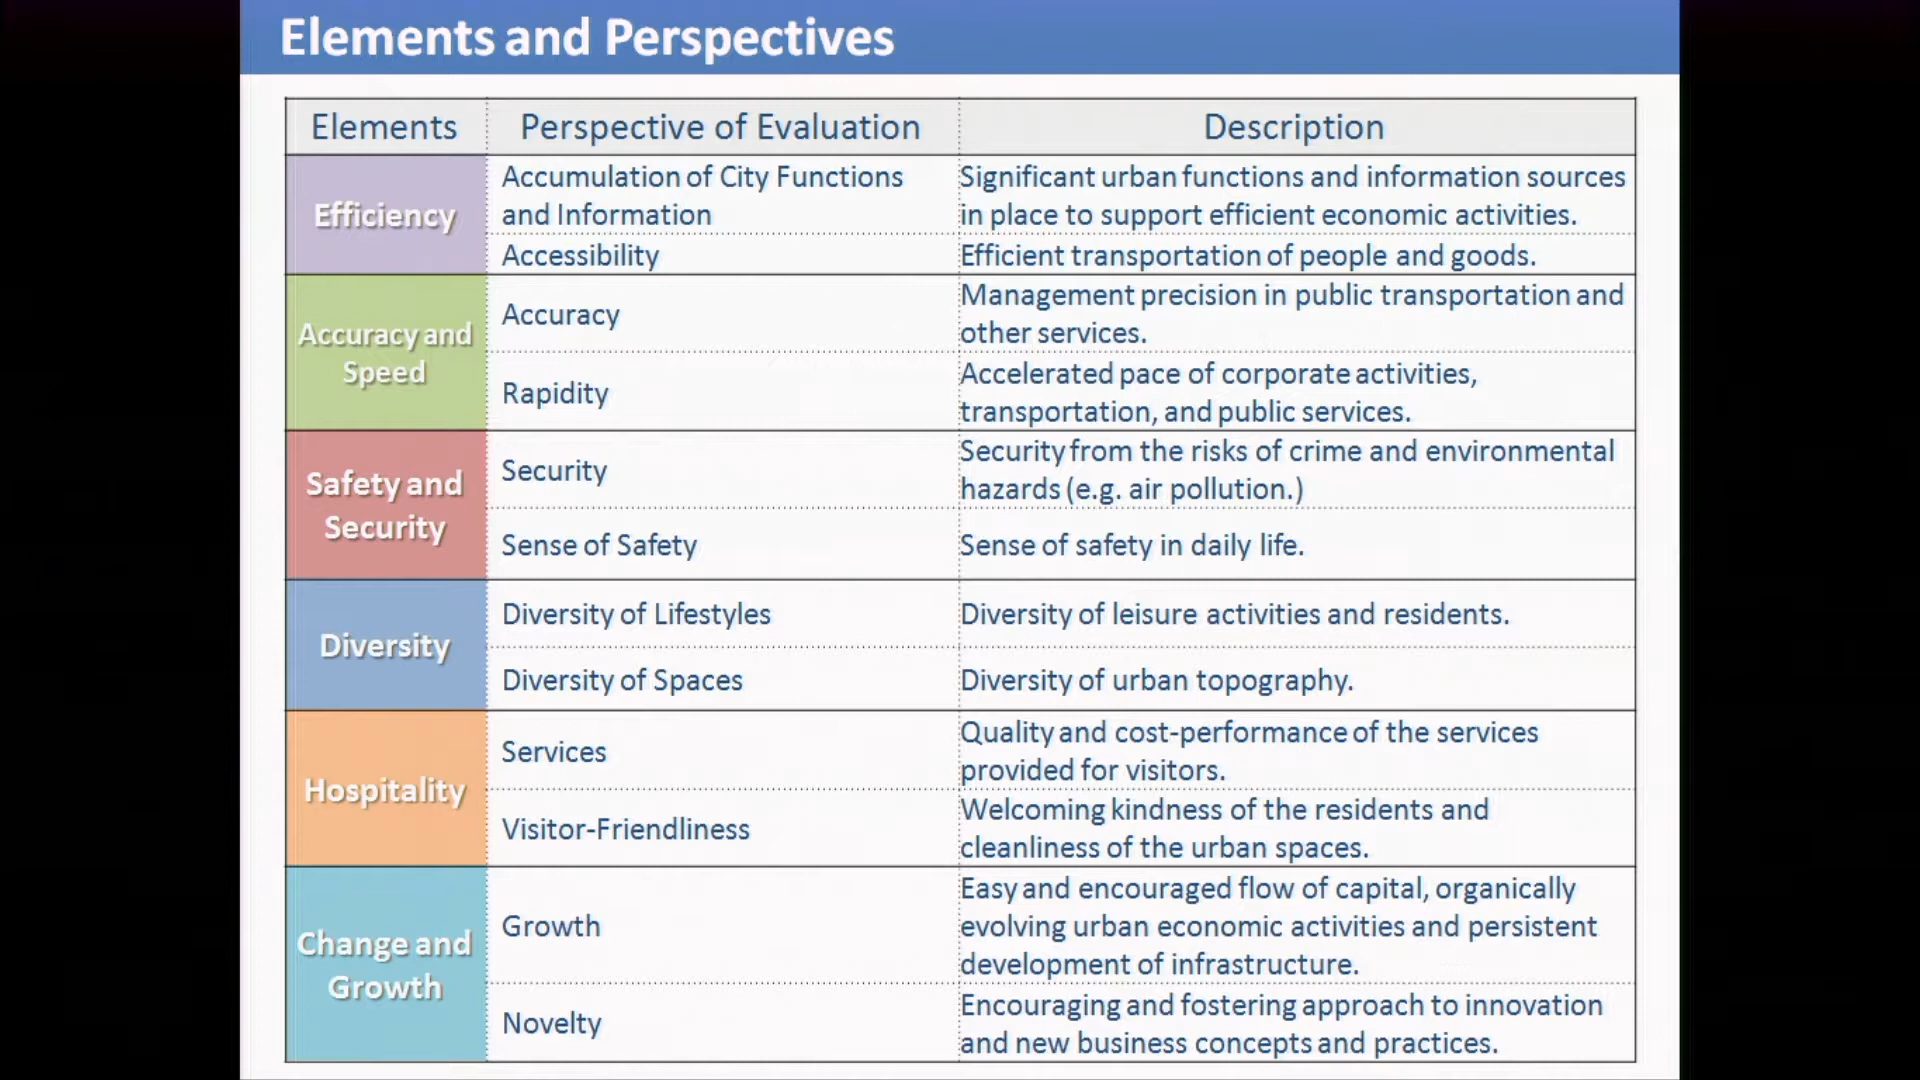 Elements and Perspectives
Elements
Perspective of Evaluation
Description
Efficiency
Accumulation of City Functions
and Information
Significant urban functions and information sources
in place to support efficient economic activities.
Accessibility
Efficient transportation of people and goods.
Accuracy and
Speed
Accuracy
Management precision in public transportation and
other services.
Rapidity
Accelerated pace of corporate activities,
transportation, and public services.
Safety and
Security
Security
Security from the risks of crime and environmental
hazards (e.g. air pollution.)
Sense of Safety
Sense of safety in daily life.
Diversity
Diversity of Lifestyles
Diversity of leisure activities and residents.
Diversity of Spaces
Diversity of urban topography.
Hospitality
Services
Quality and cost-performance of the services
provided for visitors.
Visitor-Friendliness
Welcoming kindness of the residents and
cleanliness of the urban spaces.
Change and
Growth
Growth
Easy and encouraged flow of capital, organically
evolving urban economic activities and persistent
development of infrastructure.
Novelty
Encouraging and fostering approach to innovation
and new business concepts and practices.